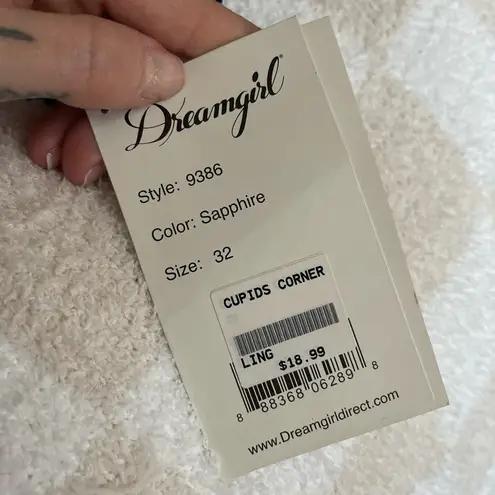 Dreamgirl®
Style: 9386
Color: Sapphire
Size: 32
CUPIDS CORNER
LING
$18.99
8 88368 06289 8
www.Dreamgirldirect.com